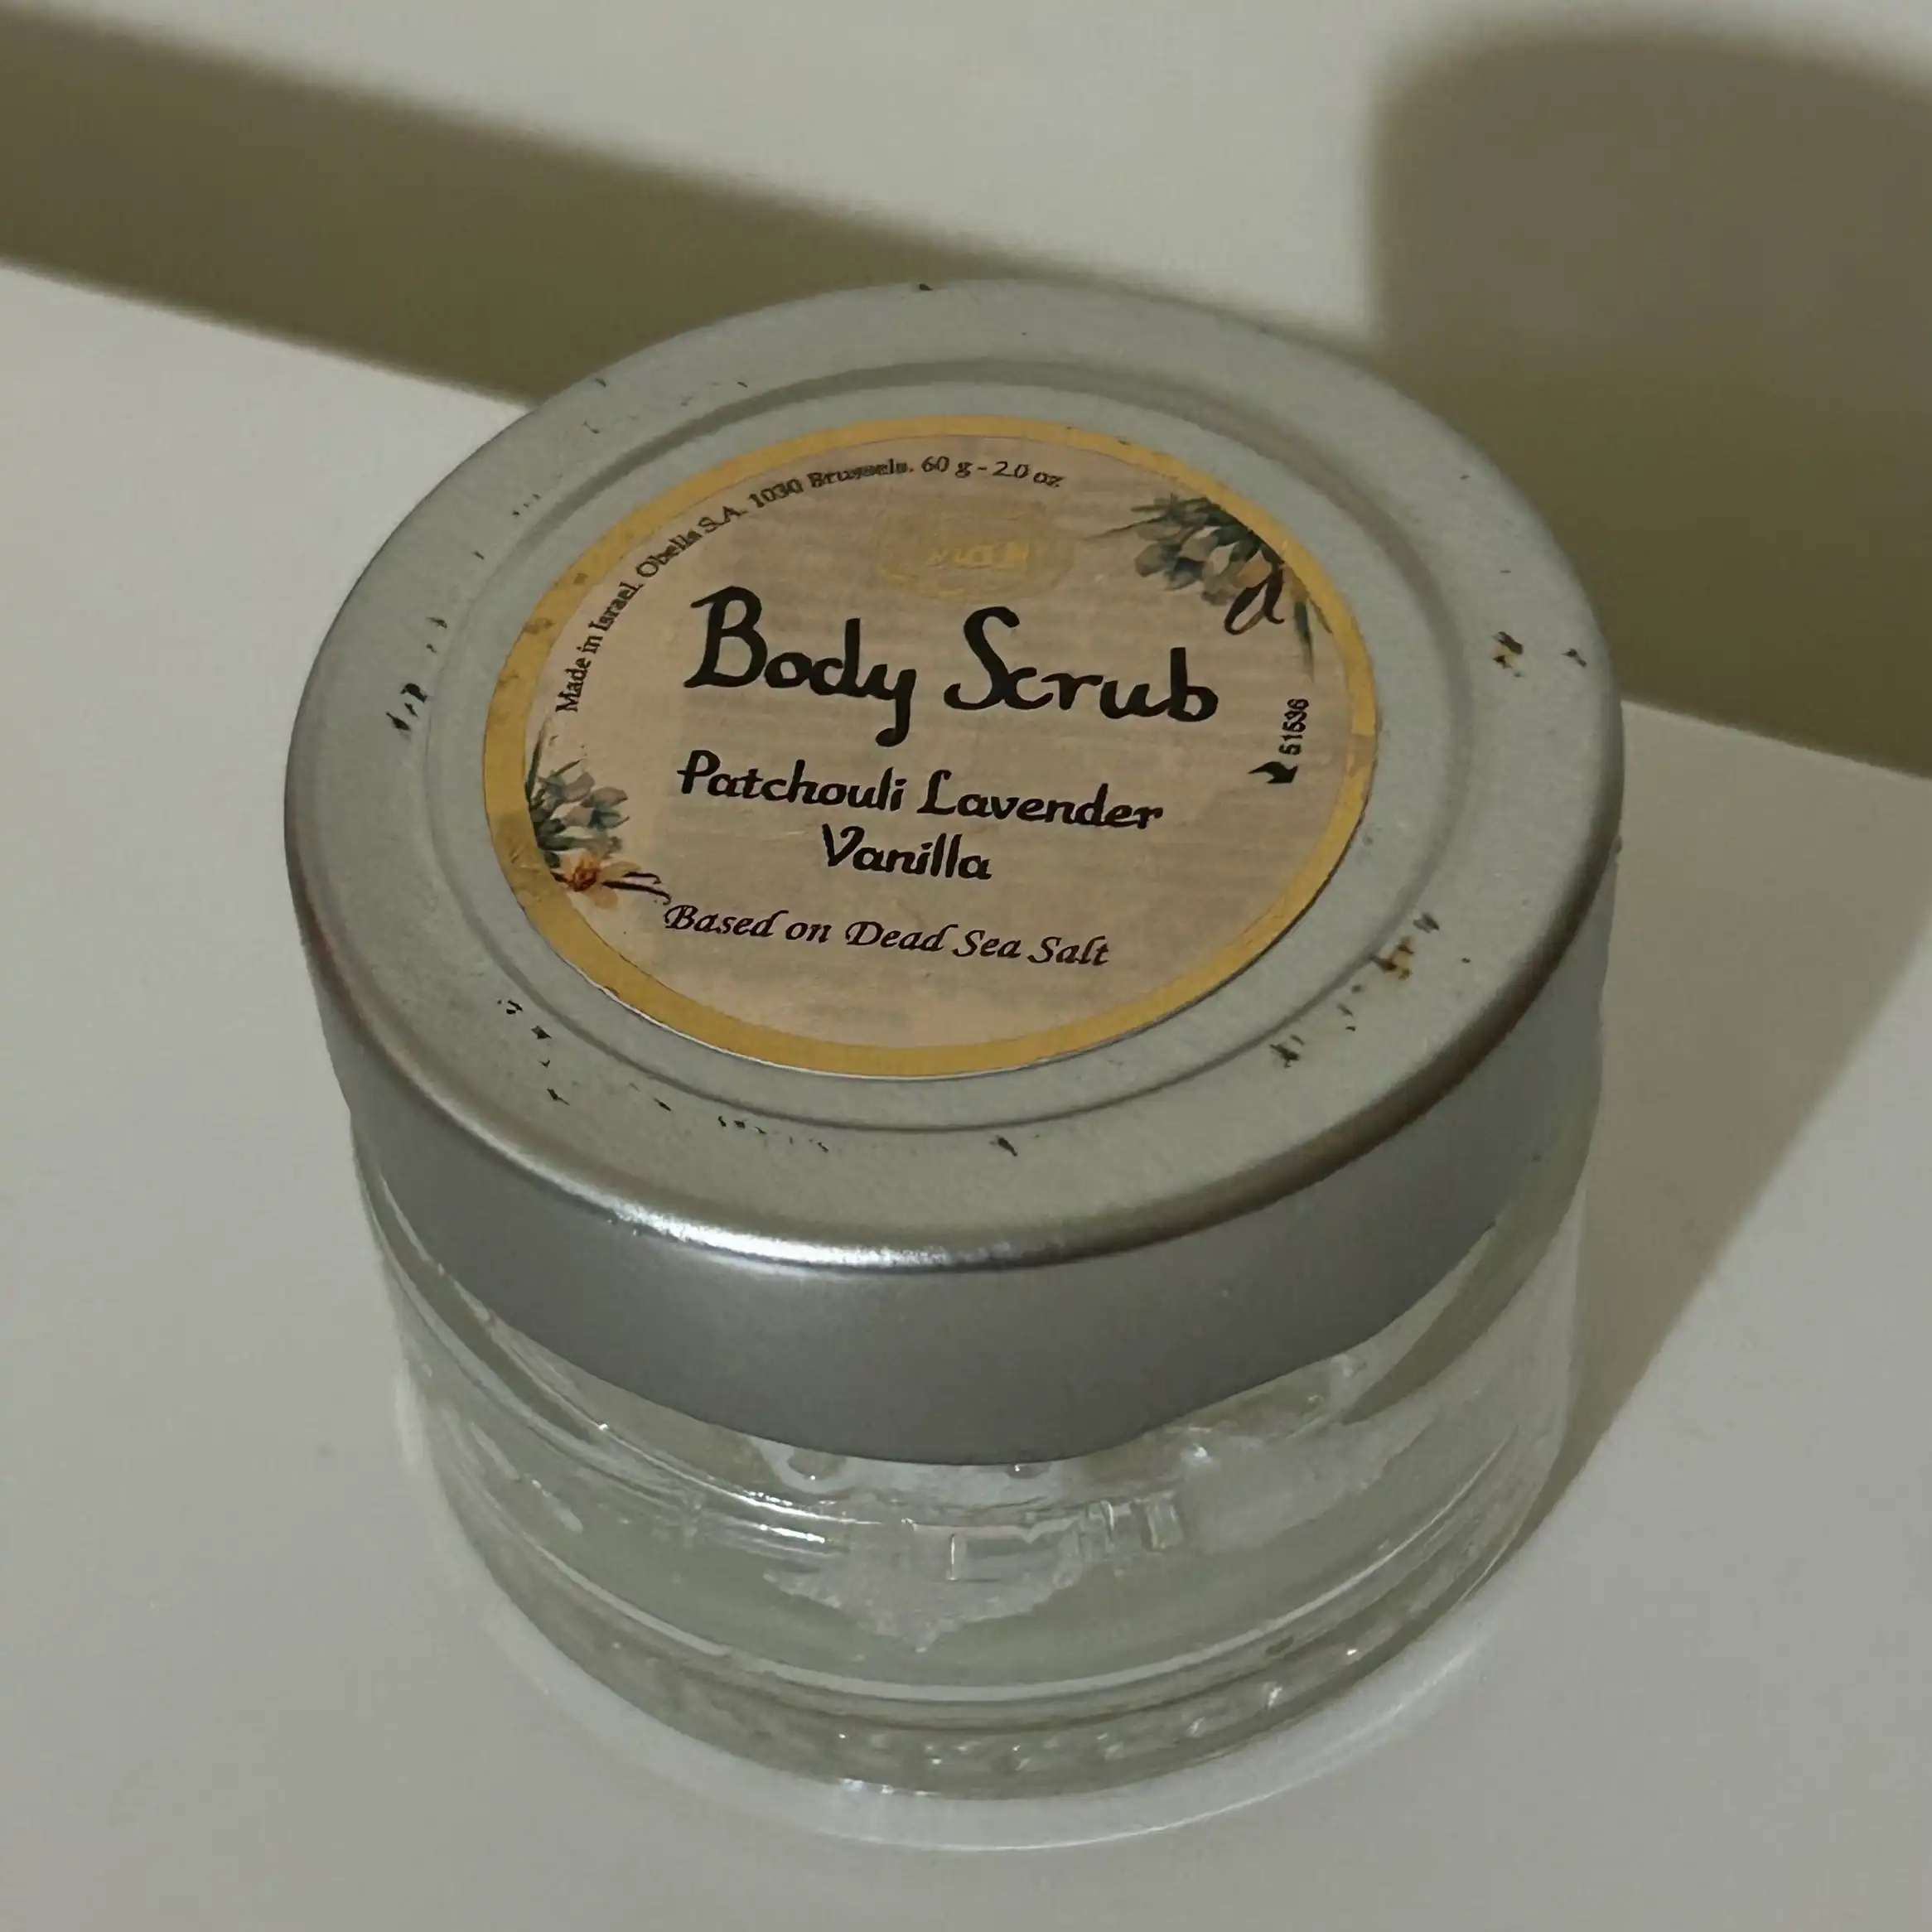 Made in Israel. Obella S.A. 1030 Brussels. 60 g - 2.0 oz
Body Scrub
Patchouli Lavender
Vanilla
Based on Dead Sea Salt
51536